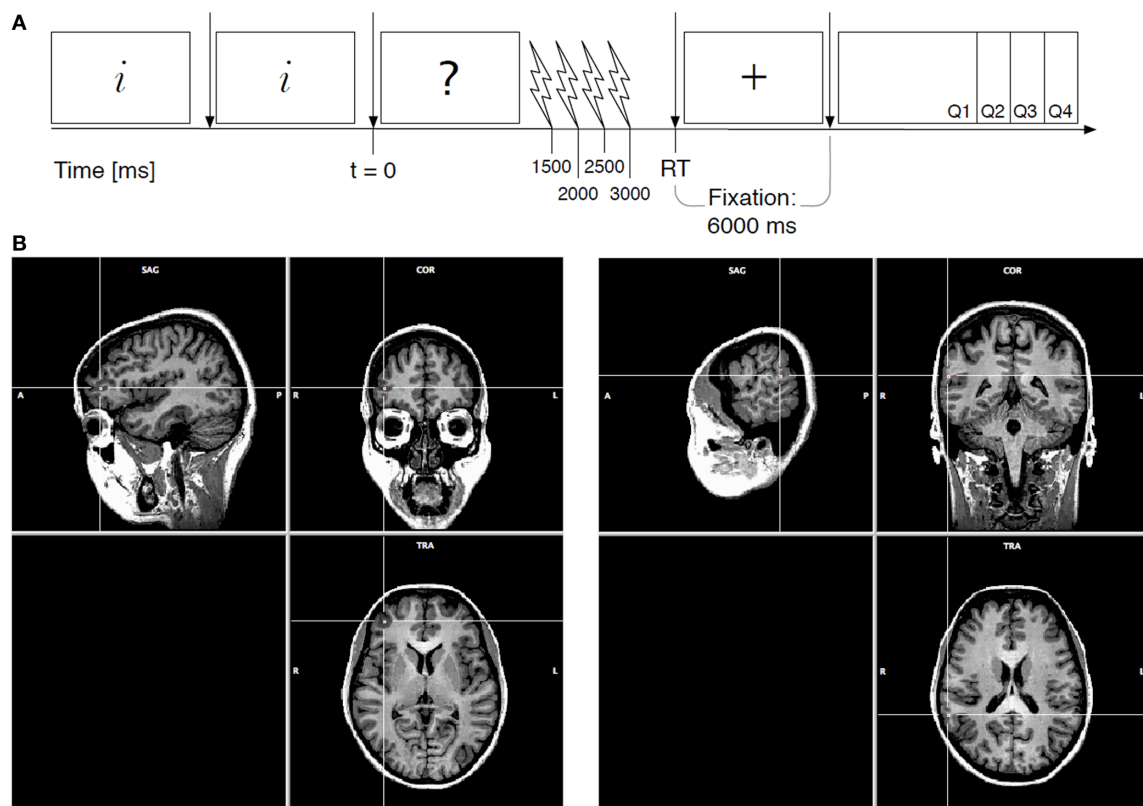 A
i i ? +
Q1 Q2 Q3 Q4
Time [ms] t = 0 1500 2500 RT
2000 3000 Fixation:
6000 ms
B
SAG COR SAG COR
A P R L A P R L
TRA TRA
R L R L